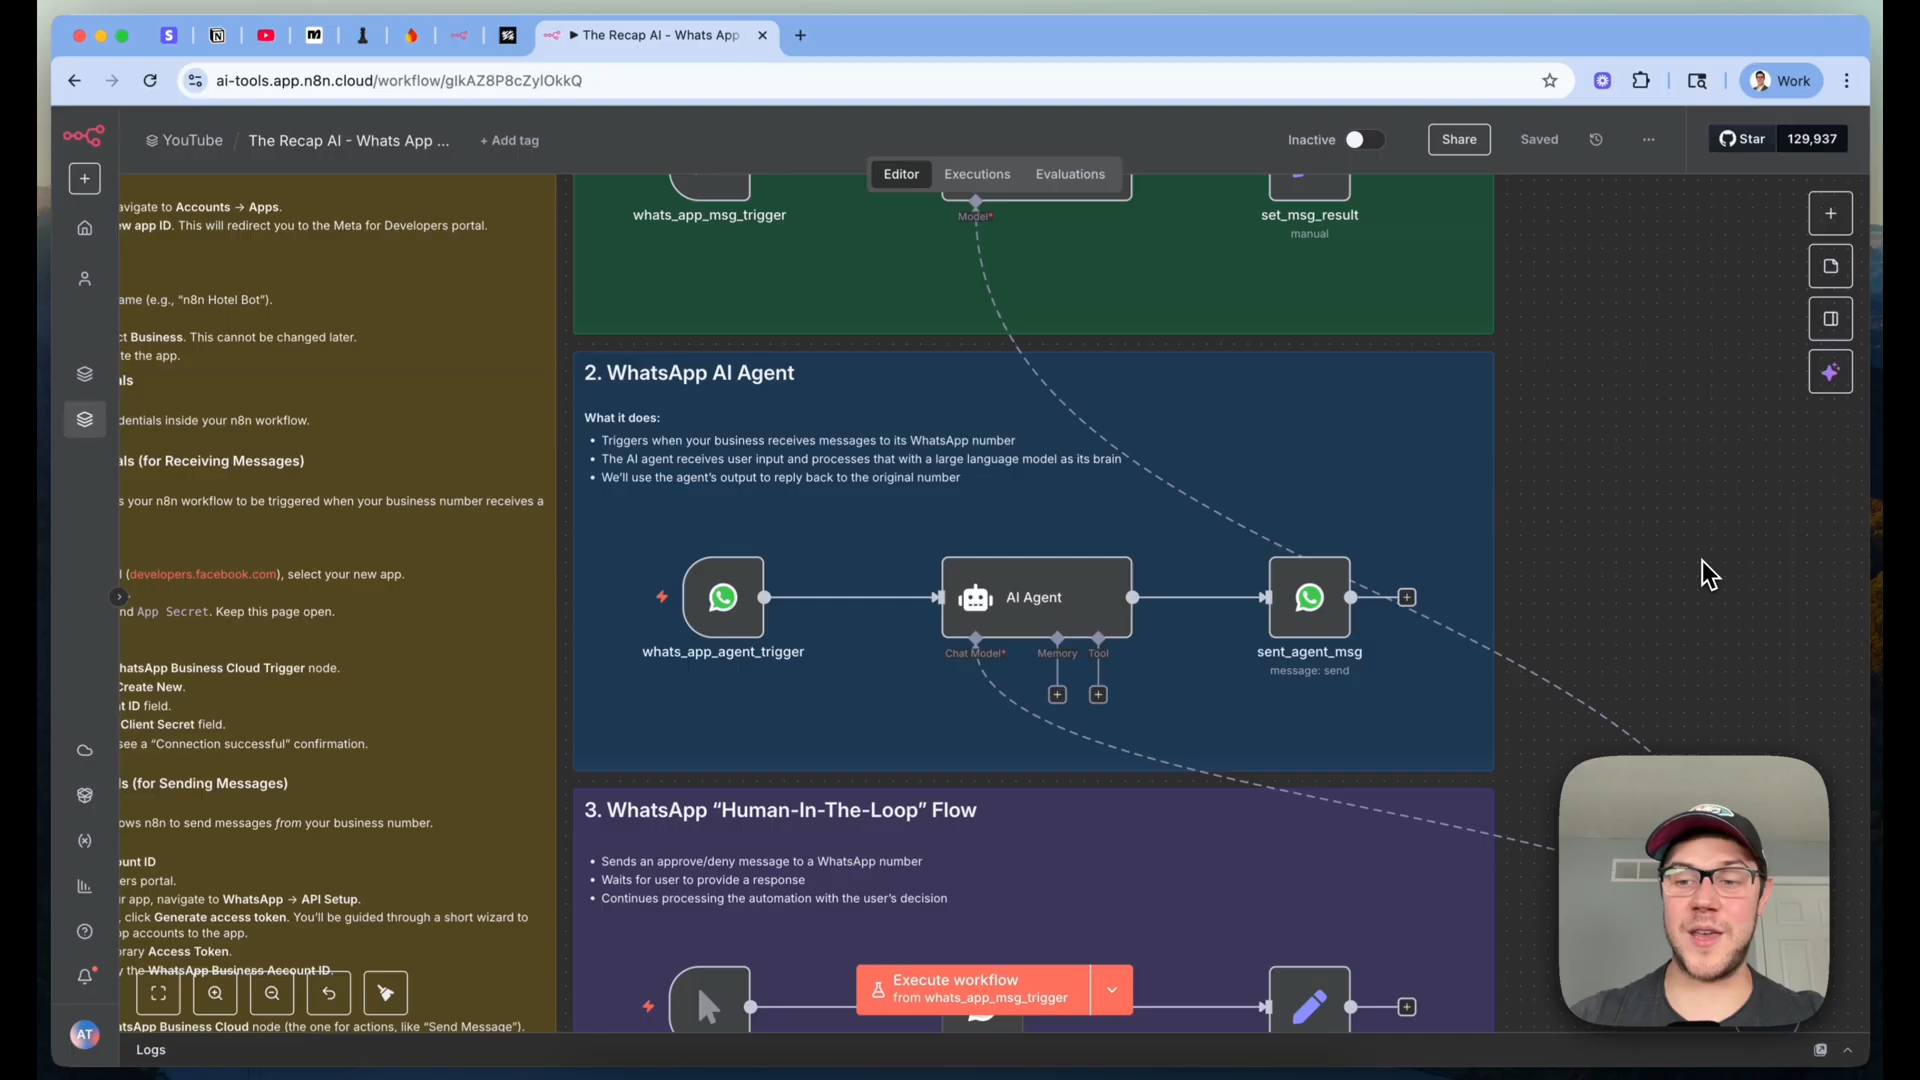 The Recap AI - Whats App
ai-tools.app.n8n.cloud/workflow/glkAZ8P8cZylOkkQ
Work
YouTube / The Recap AI - Whats App ...
+ Add tag
Inactive
Share
Saved
Star 129,937
Editor
Executions
Evaluations
avigate to Accounts → Apps.
ew app ID. This will redirect you to the Meta for Developers portal.
ame (e.g., “n8n Hotel Bot”).
ct Business. This cannot be changed later.
te the app.
als
dentials inside your n8n workflow.
als (for Receiving Messages)
s your n8n workflow to be triggered when your business number receives a
l (developers.facebook.com), select your new app.
nd App Secret. Keep this page open.
hatsApp Business Cloud Trigger node.
Create New.
t ID field.
Client Secret field.
see a “Connection successful” confirmation.
ls (for Sending Messages)
ows n8n to send messages from your business number.
ount ID
ers portal.
ur app, navigate to WhatsApp → API Setup.
, click Generate access token. You’ll be guided through a short wizard to
pp accounts to the app.
orary Access Token.
y the WhatsApp Business Account ID.
atsApp Business Cloud node (the one for actions, like “Send Message”).
whats_app_msg_trigger
Model*
set_msg_result
manual
2. WhatsApp AI Agent
What it does:
• Triggers when your business receives messages to its WhatsApp number
• The AI agent receives user input and processes that with a large language model as its brain
• We’ll use the agent’s output to reply back to the original number
AI Agent
whats_app_agent_trigger
Chat Model*
Memory
Tool
sent_agent_msg
message: send
3. WhatsApp “Human-In-The-Loop” Flow
• Sends an approve/deny message to a WhatsApp number
• Waits for user to provide a response
• Continues processing the automation with the user’s decision
Execute workflow
from whats_app_msg_trigger
AT
Logs